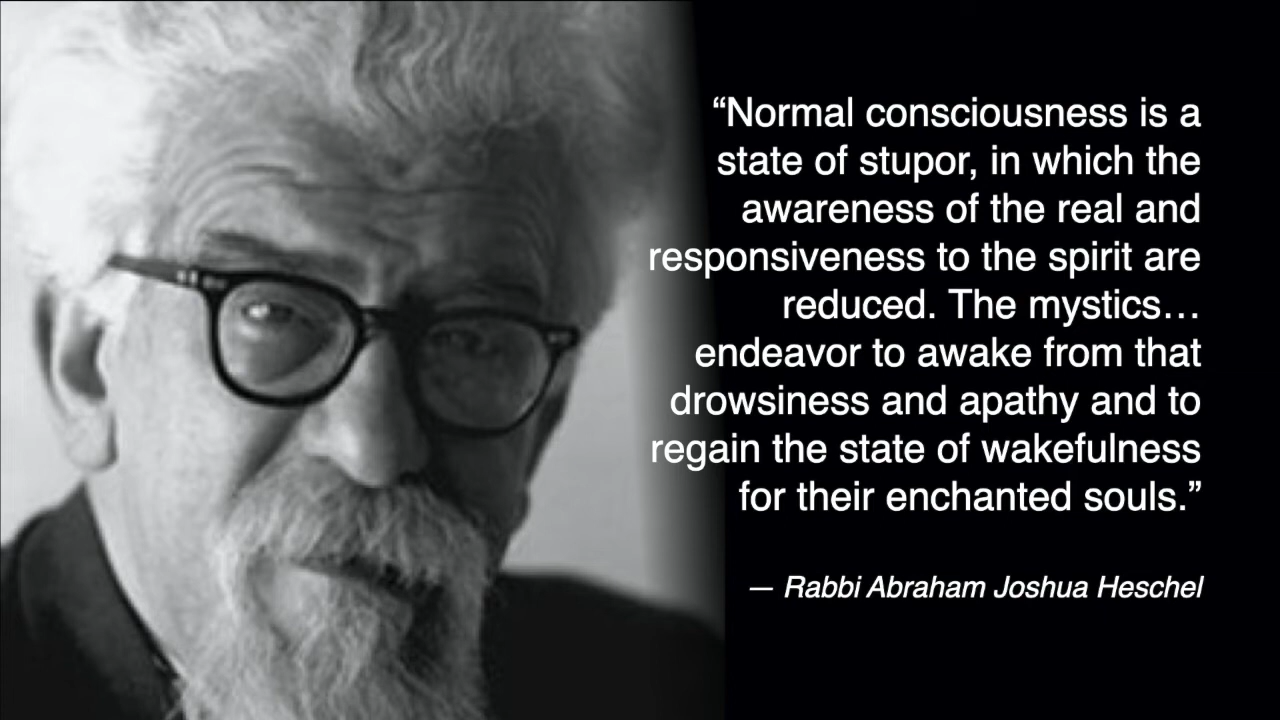 “Normal consciousness is a
state of stupor, in which the
awareness of the real and
responsiveness to the spirit are
reduced. The mystics…
endeavor to awake from that
drowsiness and apathy and to
regain the state of wakefulness
for their enchanted souls.”
— Rabbi Abraham Joshua Heschel